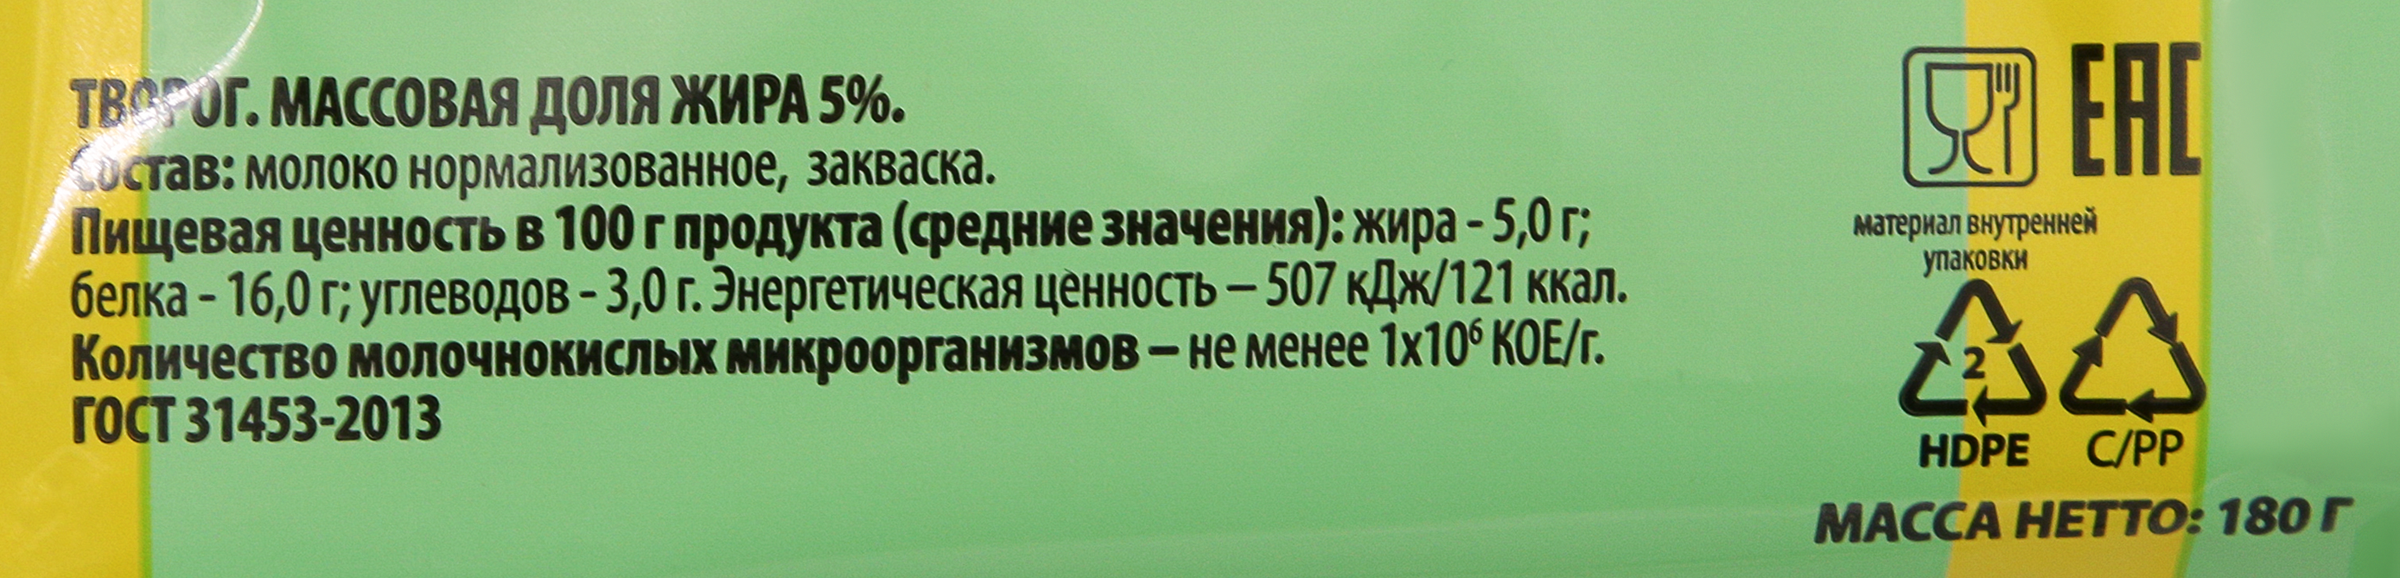 ТВОРОГ. МАССОВАЯ ДОЛЯ ЖИРА 5%.
Состав: молоко нормализованное, закваска.
Пищевая ценность в 100 г продукта (средние значения): жира - 5,0 г;
белка - 16,0 г; углеводов - 3,0 г. Энергетическая ценность – 507 кДж/121 ккал.
Количество молочнокислых микроорганизмов – не менее 1х10⁶ КОЕ/г.
ГОСТ 31453-2013
ЕАС
материал внутренней
упаковки
2
HDPE C/PP
МАССА НЕТТО: 180 Г